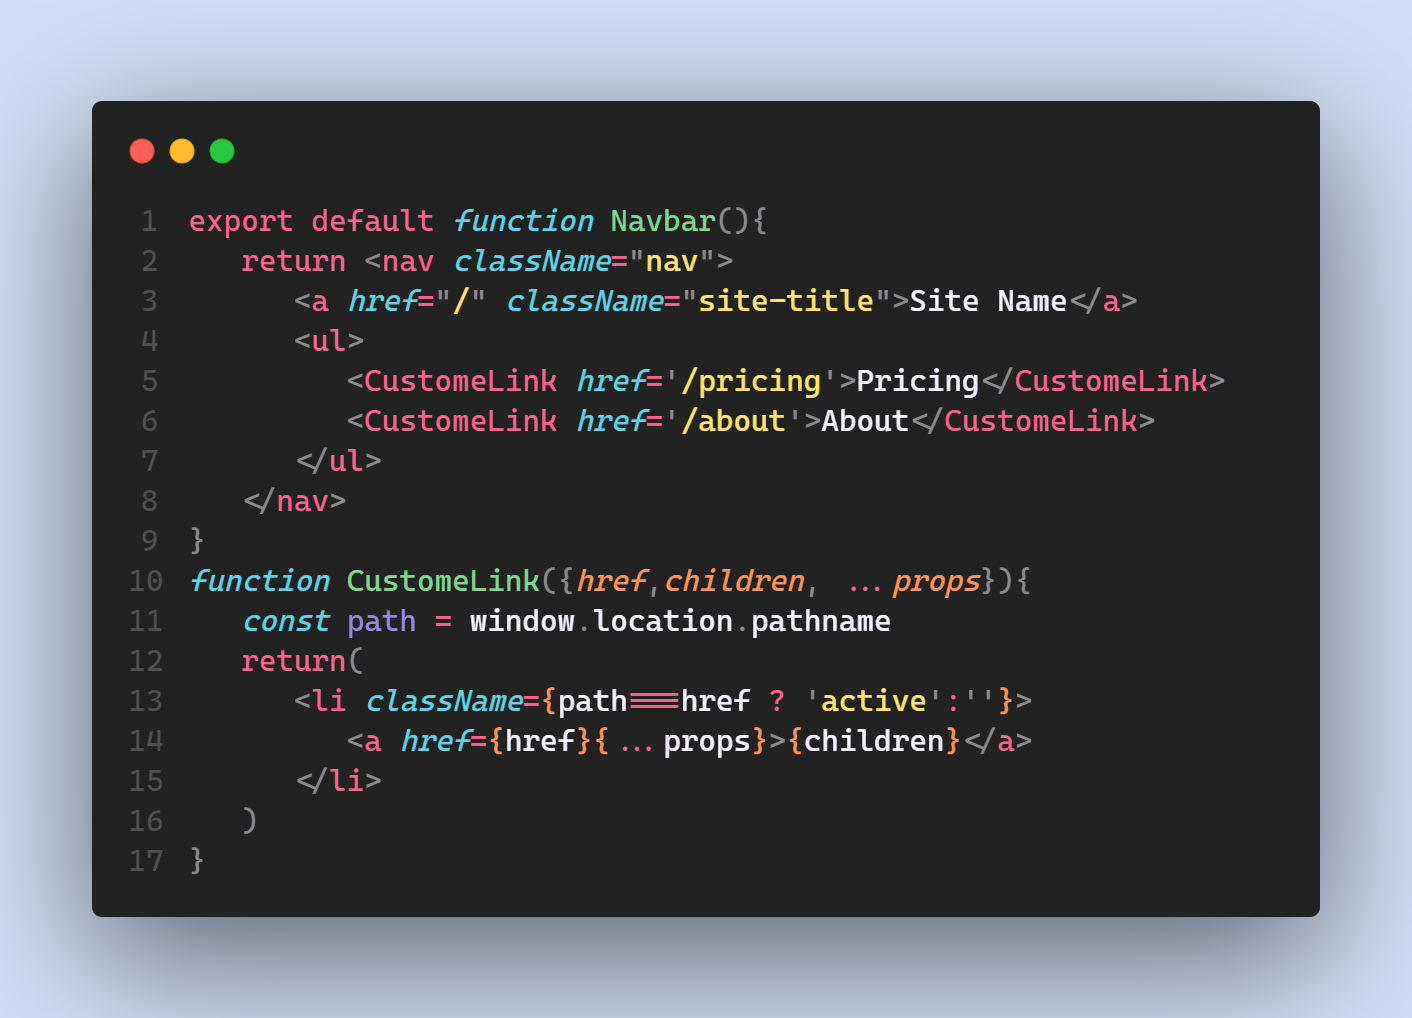 1 export default function Navbar(){
2    return <nav className="nav">
3       <a href="/" className="site-title">Site Name</a>
4       <ul>
5          <CustomeLink href='/pricing'>Pricing</CustomeLink>
6          <CustomeLink href='/about'>About</CustomeLink>
7       </ul>
8    </nav>
9 }
10 function CustomeLink({href,children, ...props}){
11    const path = window.location.pathname
12    return(
13       <li className={path===href ? 'active':''}>
14          <a href={href}{...props}>{children}</a>
15       </li>
16    )
17 }